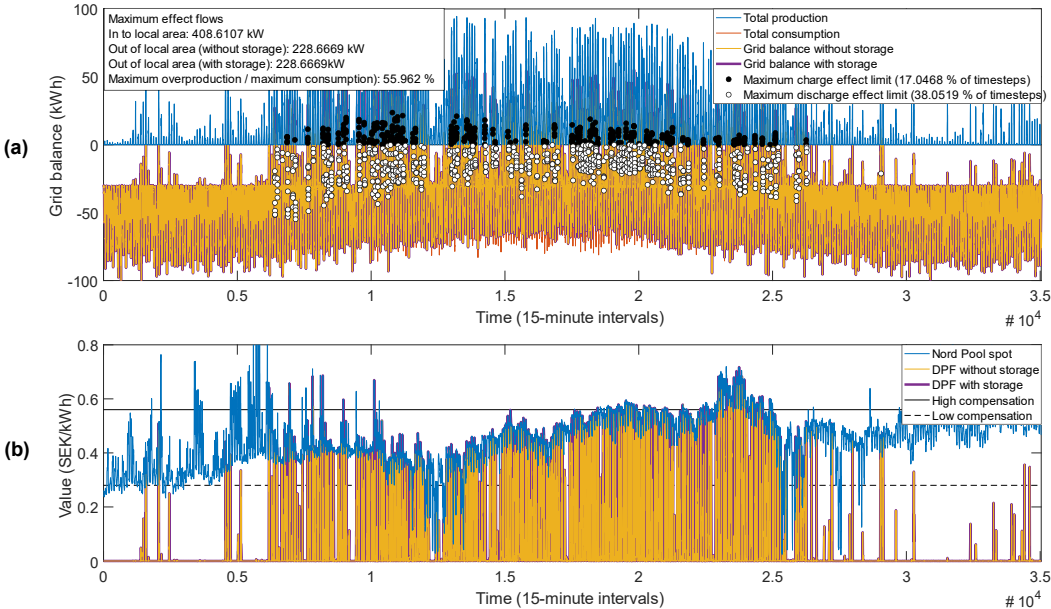 Maximum effect flows
In to local area: 408.6107 kW
Out of local area (without storage): 228.6669 kW
Out of local area (with storage): 228.6669kW
Maximum overproduction / maximum consumption): 55.962 %
Total production
Total consumption
Grid balance without storage
Grid balance with storage
Maximum charge effect limit (17.0468 % of timesteps)
Maximum discharge effect limit (38.0519 % of timesteps)
(a)
Grid balance (kWh)
100
50
0
-50
-100
0 0.5 1 1.5 2 2.5 3 3.5
Time (15-minute intervals)
# 10^4
(b)
Value (SEK/kWh)
0.8
0.6
0.4
0.2
0
Nord Pool spot
DPF without storage
DPF with storage
High compensation
Low compensation
0 0.5 1 1.5 2 2.5 3 3.5
Time (15-minute intervals)
# 10^4